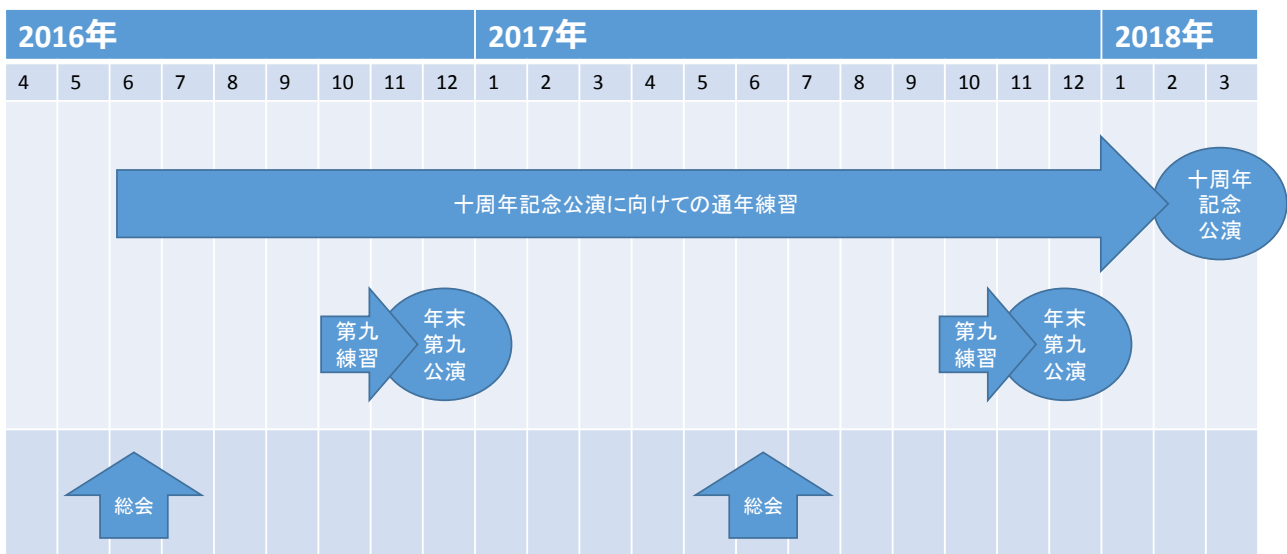 2016年 2017年 2018年
4 5 6 7 8 9 10 11 12 1 2 3 4 5 6 7 8 9 10 11 12 1 2 3
十周年記念公演に向けての通年練習
十周年
記念
公演
第九
練習
年末
第九
公演
第九
練習
年末
第九
公演
総会
総会